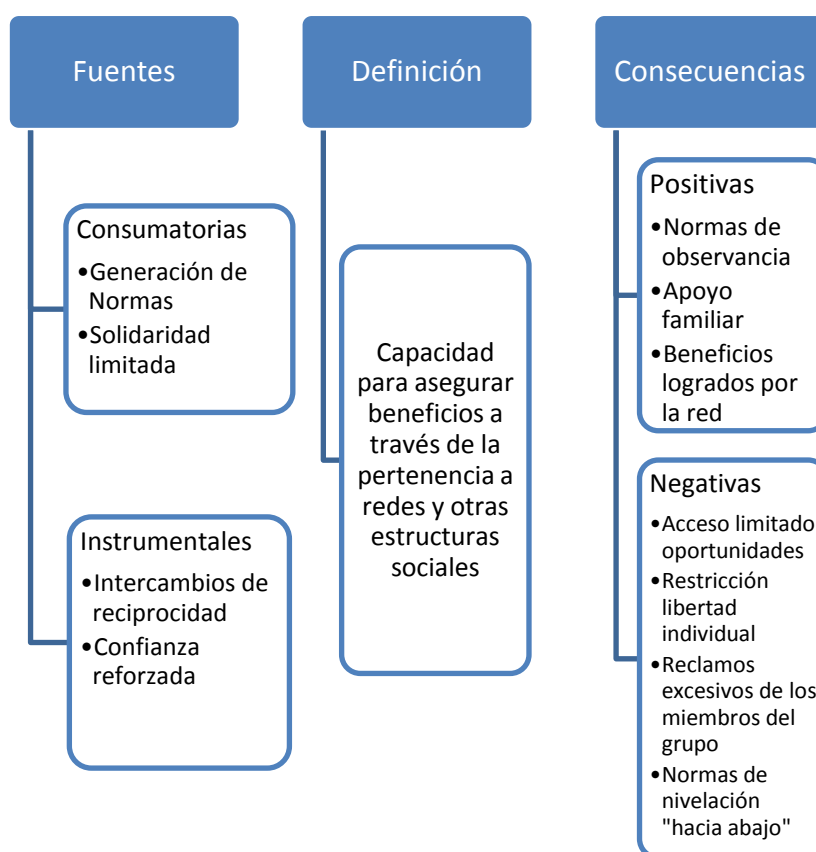 Fuentes
Consumatorias
•Generación de
Normas
•Solidaridad
limitada
Instrumentales
•Intercambios de
reciprocidad
•Confianza
reforzada
Definición
Capacidad
para asegurar
beneficios a
través de la
pertenencia a
redes y otras
estructuras
sociales
Consecuencias
Positivas
•Normas de
observancia
•Apoyo
familiar
•Beneficios
logrados por
la red
Negativas
•Acceso limitado
oportunidades
•Restricción
libertad
individual
•Reclamos
excesivos de los
miembros del
grupo
•Normas de
nivelación
"hacia abajo"